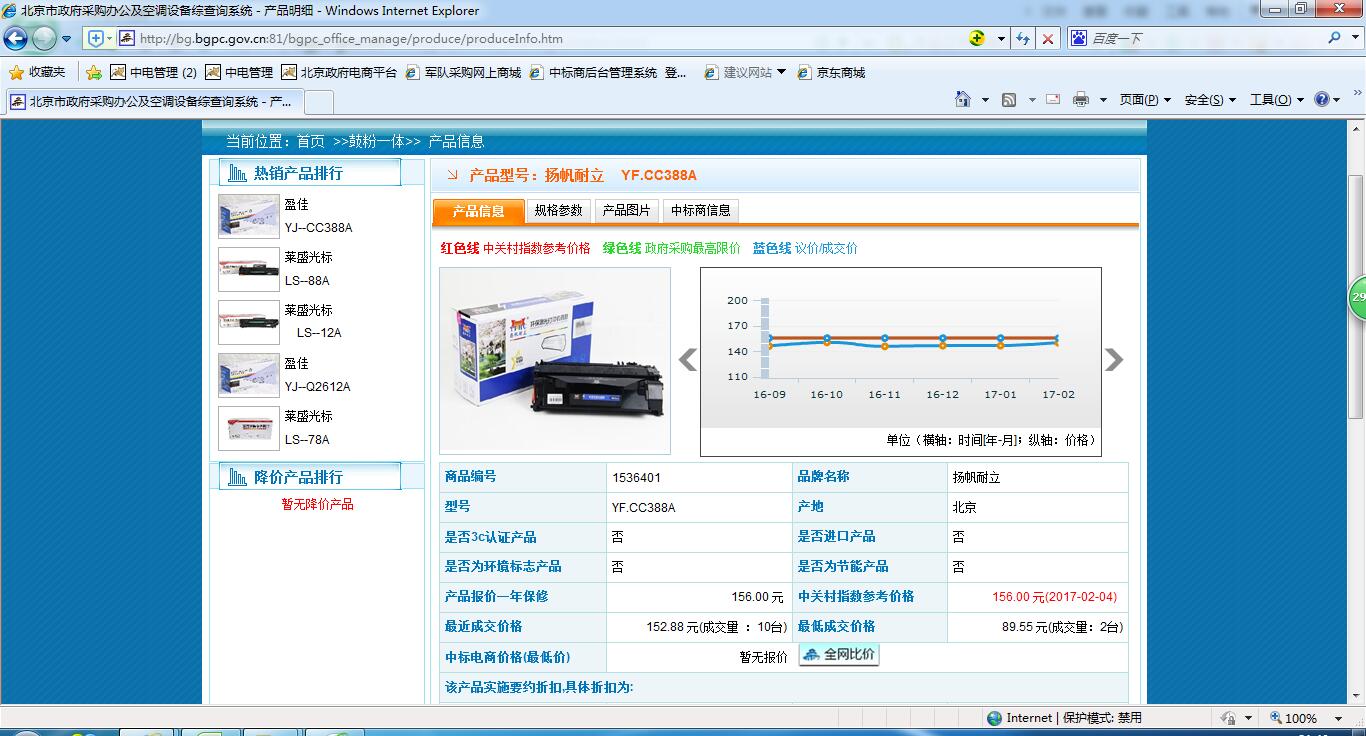 北京市政府采购办公及空调设备综查询系统 - 产品明细 - Windows Internet Explorer
http://bg.bgpc.gov.cn:81/bgpc_office_manage/produce/produceInfo.htm
百度一下
收藏夹 中电管理 (2) 中电管理 北京政府电商平台 军队采购网上商城 中标商后台管理系统 登... 建议网站 京东商城
北京市政府采购办公及空调设备综查询系统 - 产...
页面(P) 安全(S) 工具(O)
当前位置：首页 >>鼓粉一体>> 产品信息
热销产品排行
盈佳
YJ--CC388A
莱盛光标
LS--88A
莱盛光标
LS--12A
盈佳
YJ--Q2612A
莱盛光标
LS--78A
降价产品排行
暂无降价产品
产品型号：扬帆耐立 YF.CC388A
产品信息 规格参数 产品图片 中标商信息
红色线 中关村指数参考价格 绿色线 政府采购最高限价 蓝色线 议价/成交价
200
170
140
110
16-09 16-10 16-11 16-12 17-01 17-02
单位（横轴：时间[年-月]；纵轴：价格）
商品编号 1536401 品牌名称 扬帆耐立
型号 YF.CC388A 产地 北京
是否3c认证产品 否 是否进口产品 否
是否为环境标志产品 否 是否为节能产品 否
产品报价一年保修 156.00 元 中关村指数参考价格 156.00 元(2017-02-04)
最近成交价格 152.88 元(成交量 ： 10台) 最低成交价格 89.55 元(成交量：2台)
中标电商价格(最低价) 暂无报价 全网比价
该产品实施要约折扣,具体折扣为:
29
Internet | 保护模式: 禁用
100%